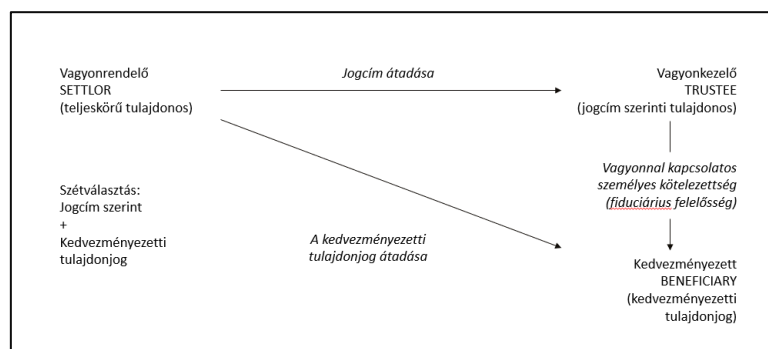 Vagyonrendelő
SETTLOR
(teljeskörű tulajdonos)
Jogcím átadása
Vagyonkezelő
TRUSTEE
(jogcím szerinti tulajdonos)
Szétválasztás:
Jogcím szerint
+
Kedvezményezetti
tulajdonjog
Vagyonnal kapcsolatos
személyes kötelezettség
(fiduciárius felelősség)
A kedvezményezetti
tulajdonjog átadása
Kedvezményezett
BENEFICIARY
(kedvezményezetti
tulajdonjog)